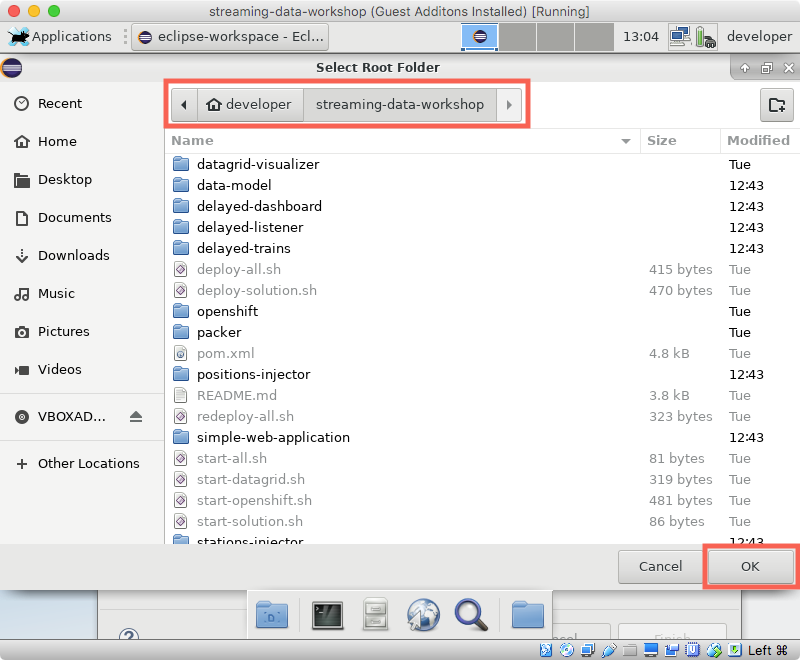 streaming-data-workshop (Guest Additons Installed) [Running]
Applications
eclipse-workspace - Ecl...
13:04
developer
Select Root Folder
Recent
Home
Desktop
Documents
Downloads
Music
Pictures
Videos
VBOXAD...
Other Locations
developer
streaming-data-workshop
Name Size Modified
datagrid-visualizer Tue
data-model 12:43
delayed-dashboard 12:43
delayed-listener 12:43
delayed-trains 12:43
deploy-all.sh 415 bytes Tue
deploy-solution.sh 470 bytes Tue
openshift Tue
packer Tue
pom.xml 4.8 kB Tue
positions-injector 12:43
README.md 3.8 kB Tue
redeploy-all.sh 323 bytes Tue
simple-web-application 12:43
start-all.sh 81 bytes Tue
start-datagrid.sh 319 bytes Tue
start-openshift.sh 481 bytes Tue
start-solution.sh 86 bytes Tue
stations-injector 12:43
Cancel
OK
Finish
Left ⌘